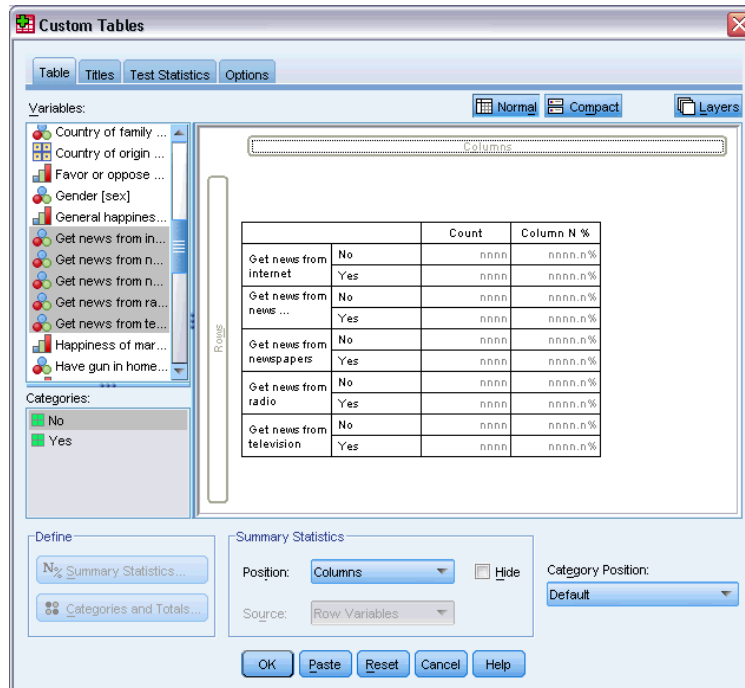 Custom Tables
Table Titles Test Statistics Options
Variables:
Normal Compact Layers
Country of family ...
Country of origin ...
Favor or oppose ...
Gender [sex]
General happines...
Get news from in...
Get news from n...
Get news from n...
Get news from ra...
Get news from te...
Happiness of mar...
Have gun in home...
Categories:
No
Yes
Columns
Rows
Count Column N %
Get news from internet No nnnn nnnn.n%
Yes nnnn nnnn.n%
Get news from news ... No nnnn nnnn.n%
Yes nnnn nnnn.n%
Get news from newspapers No nnnn nnnn.n%
Yes nnnn nnnn.n%
Get news from radio No nnnn nnnn.n%
Yes nnnn nnnn.n%
Get news from television No nnnn nnnn.n%
Yes nnnn nnnn.n%
Define
N% Summary Statistics...
Categories and Totals...
Summary Statistics
Position: Columns Hide
Source: Row Variables
Category Position:
Default
OK Paste Reset Cancel Help